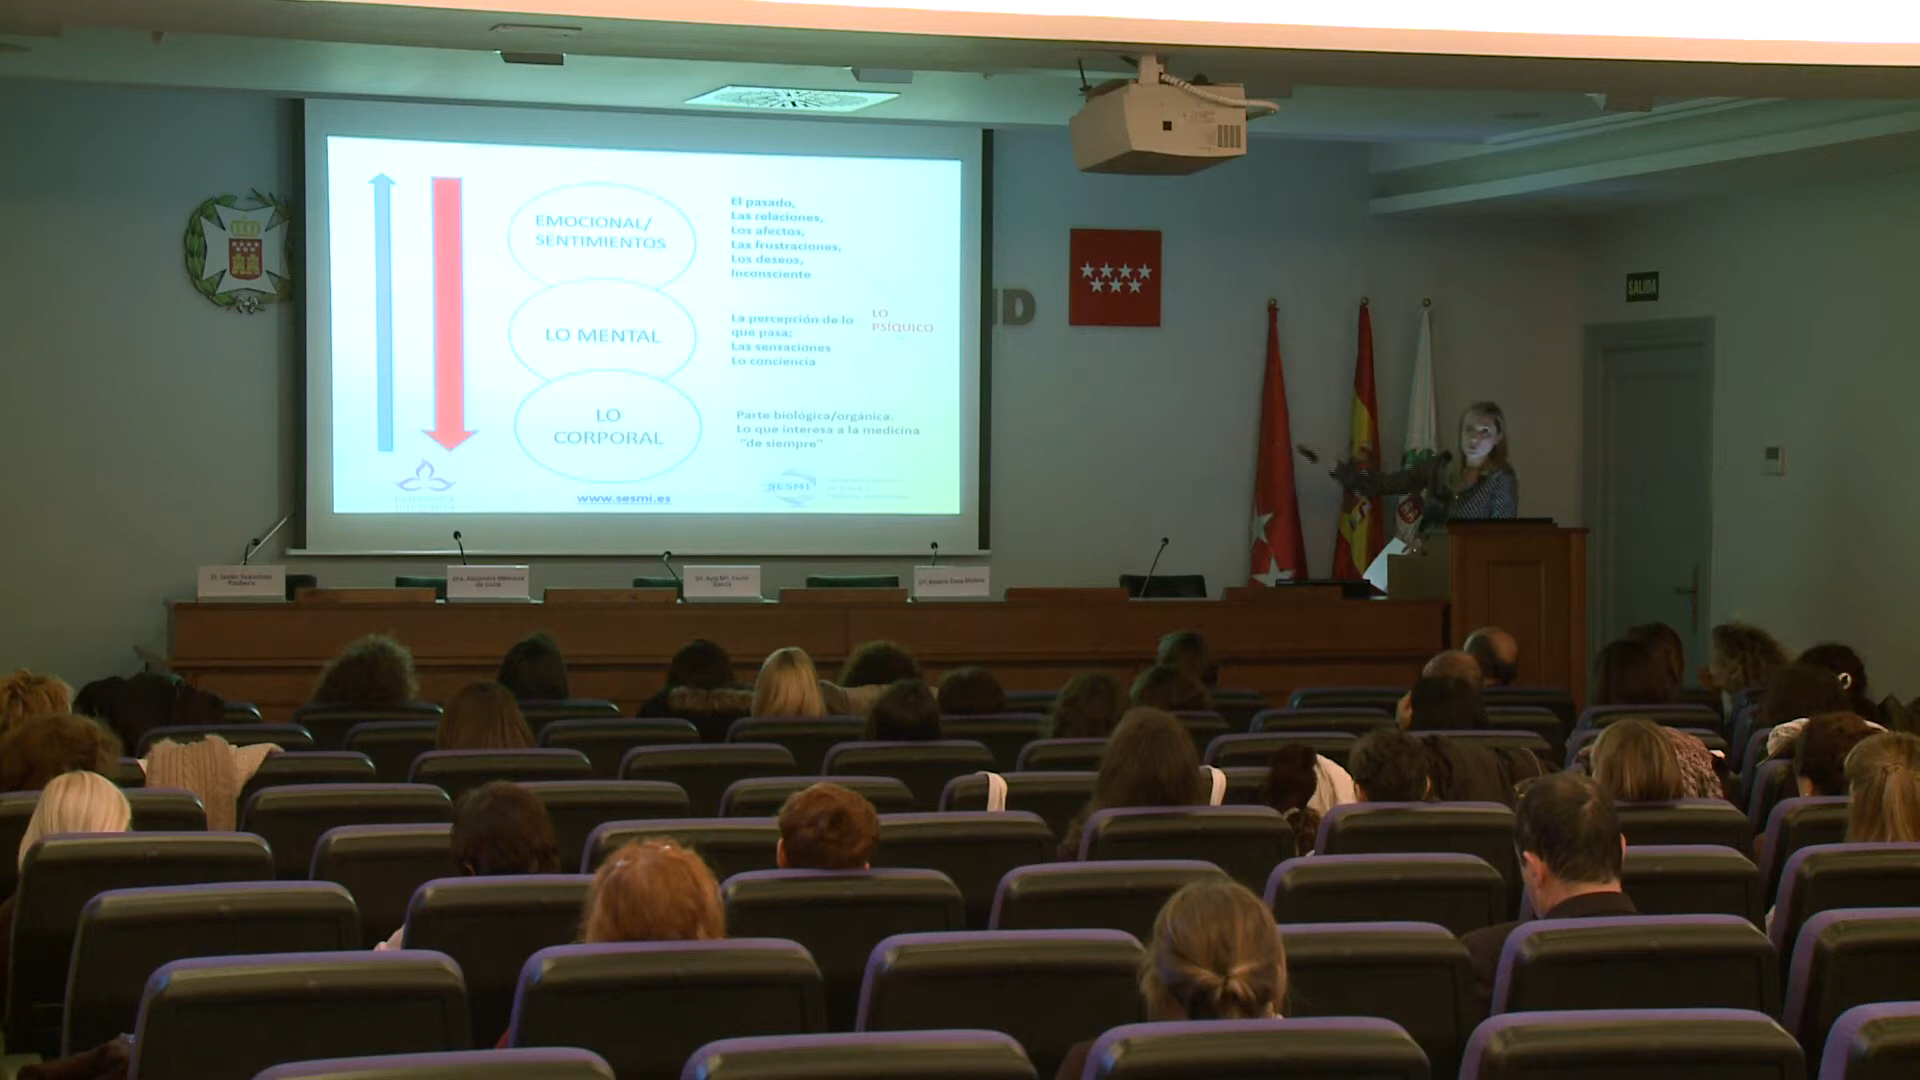 EMOCIONAL/
SENTIMIENTOS
El pasado,
Las relaciones,
Los afectos,
Las frustraciones,
Los deseos,
Inconsciente
LO MENTAL
La percepción de lo
que pasa;
Las sensaciones
Lo conciencia
LO
PSÍQUICO
LO
CORPORAL
Parte biológica/orgánica.
Lo que interesa a la medicina
"de siempre"
www.sesmi.es
SESMI
ID
SALIDA